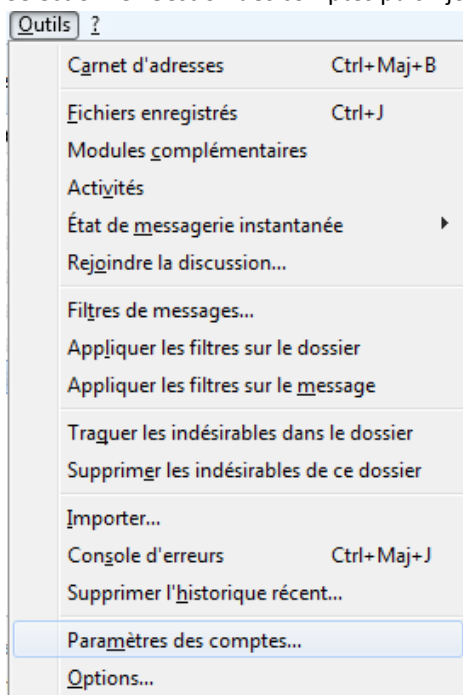 Outils ?
Carnet d'adresses Ctrl+Maj+B
Fichiers enregistrés Ctrl+J
Modules complémentaires
Activités
État de messagerie instantanée
Rejoindre la discussion...
Filtres de messages...
Appliquer les filtres sur le dossier
Appliquer les filtres sur le message
Traquer les indésirables dans le dossier
Supprimer les indésirables de ce dossier
Importer...
Console d'erreurs Ctrl+Maj+J
Supprimer l'historique récent...
Paramètres des comptes...
Options...